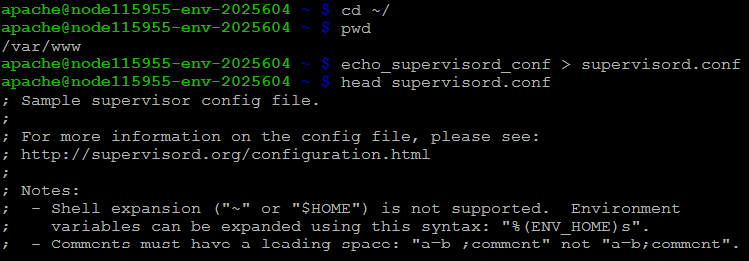 apache@node115955-env-2025604 ~ $ cd ~/
apache@node115955-env-2025604 ~ $ pwd
/var/www
apache@node115955-env-2025604 ~ $ echo_supervisord_conf > supervisord.conf
apache@node115955-env-2025604 ~ $ head supervisord.conf
; Sample supervisor config file.
;
; For more information on the config file, please see:
; http://supervisord.org/configuration.html
;
; Notes:
;  - Shell expansion ("~" or "$HOME") is not supported.  Environment
;    variables can be expanded using this syntax: "%(ENV_HOME)s".
;  - Comments must have a leading space: "a=b ;comment" not "a=b;comment".